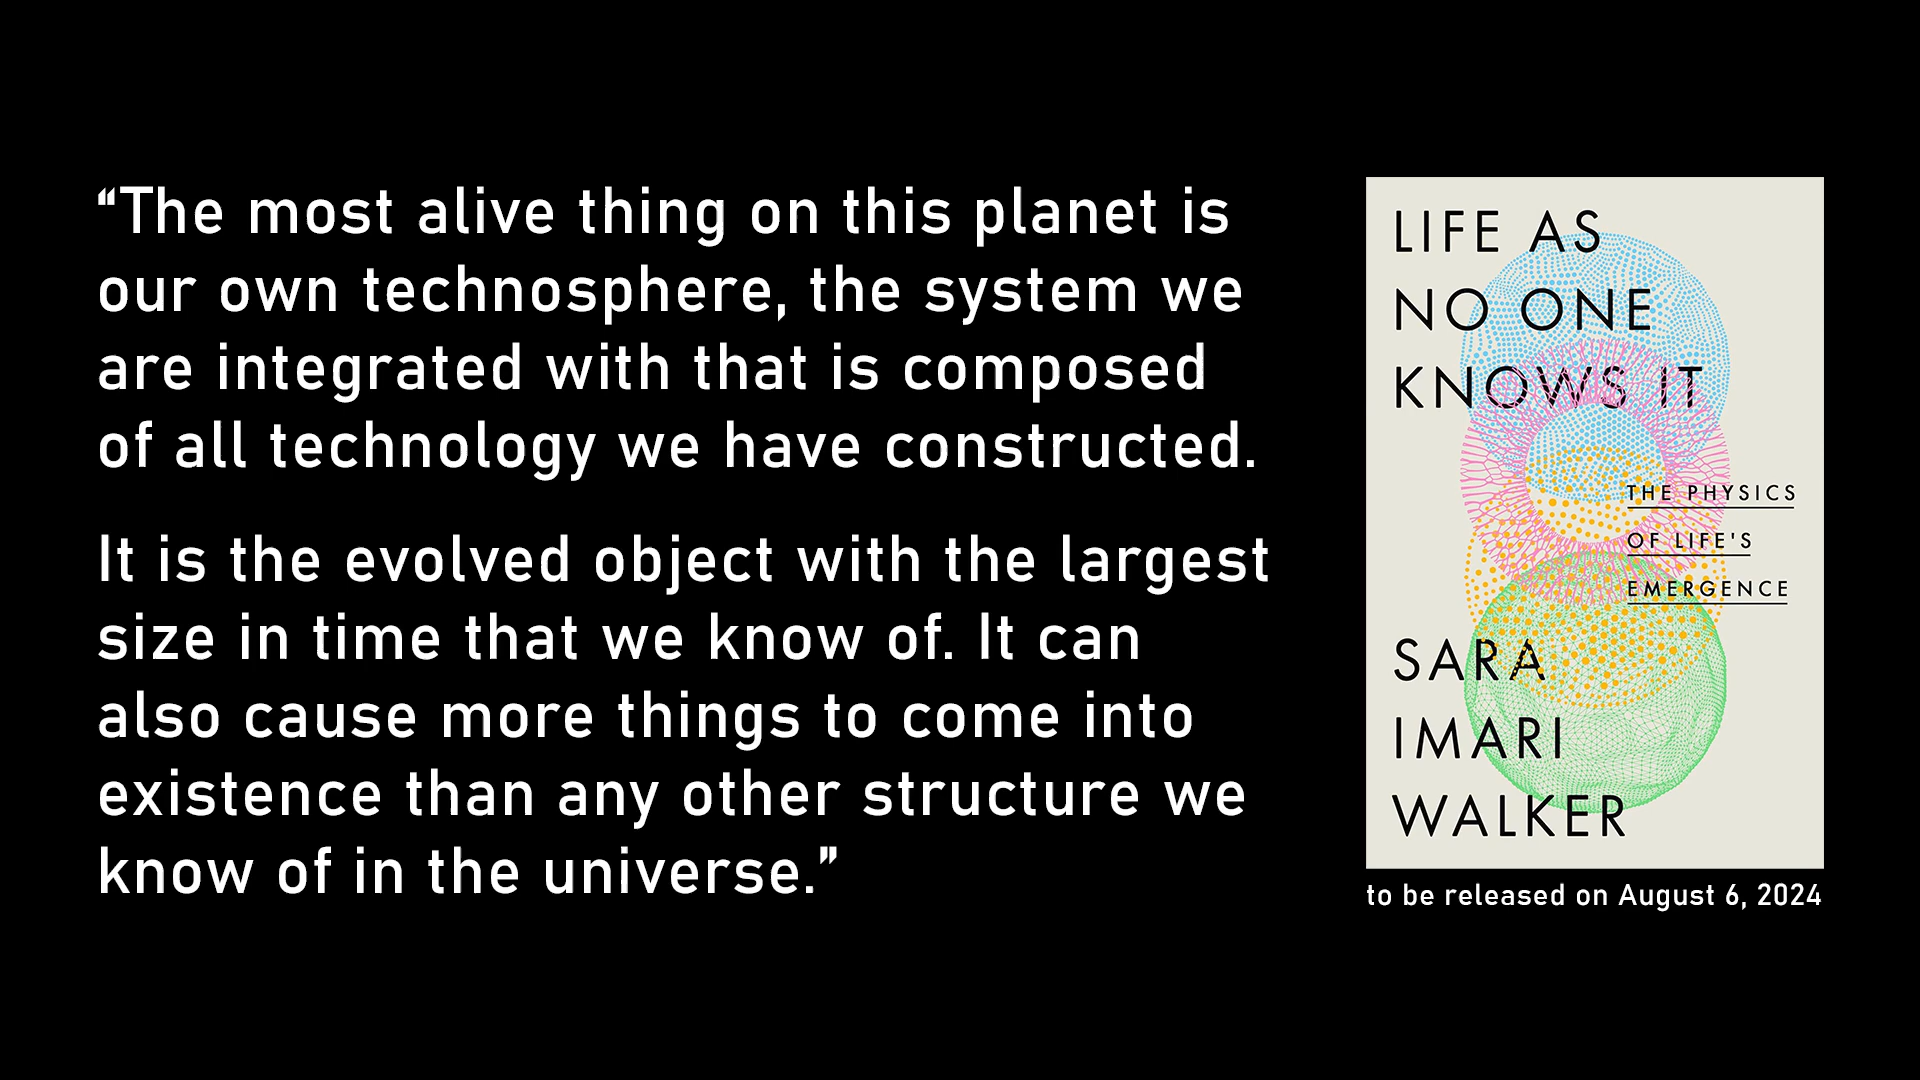 “The most alive thing on this planet is
our own technosphere, the system we
are integrated with that is composed
of all technology we have constructed.
It is the evolved object with the largest
size in time that we know of. It can
also cause more things to come into
existence than any other structure we
know of in the universe.”
LIFE AS
NO ONE
KNOWS IT
THE PHYSICS
OF LIFE'S
EMERGENCE
SARA
IMARI
WALKER
to be released on August 6, 2024